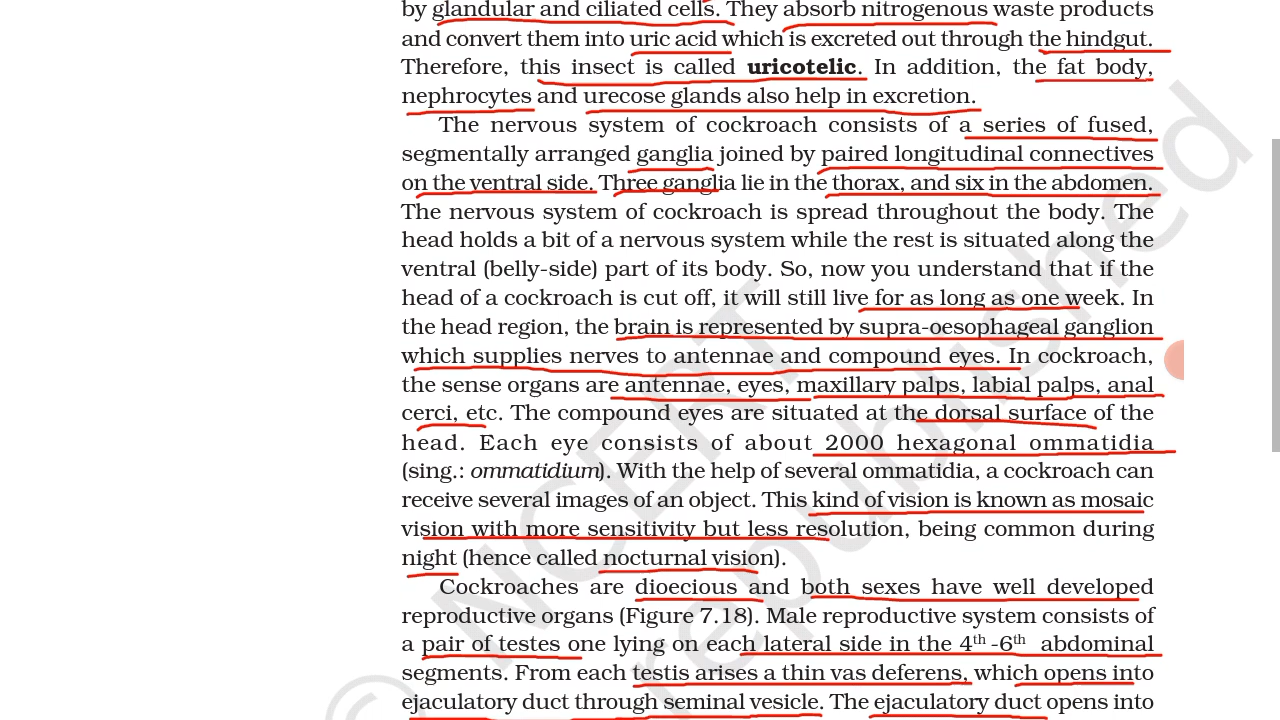 by glandular and ciliated cells. They absorb nitrogenous waste products
and convert them into uric acid which is excreted out through the hindgut.
Therefore, this insect is called uricotelic. In addition, the fat body,
nephrocytes and urecose glands also help in excretion.
The nervous system of cockroach consists of a series of fused,
segmentally arranged ganglia joined by paired longitudinal connectives
on the ventral side. Three ganglia lie in the thorax, and six in the abdomen.
The nervous system of cockroach is spread throughout the body. The
head holds a bit of a nervous system while the rest is situated along the
ventral (belly-side) part of its body. So, now you understand that if the
head of a cockroach is cut off, it will still live for as long as one week. In
the head region, the brain is represented by supra-oesophageal ganglion
which supplies nerves to antennae and compound eyes. In cockroach,
the sense organs are antennae, eyes, maxillary palps, labial palps, anal
cerci, etc. The compound eyes are situated at the dorsal surface of the
head. Each eye consists of about 2000 hexagonal ommatidia
(sing.: ommatidium). With the help of several ommatidia, a cockroach can
receive several images of an object. This kind of vision is known as mosaic
vision with more sensitivity but less resolution, being common during
night (hence called nocturnal vision).
Cockroaches are dioecious and both sexes have well developed
reproductive organs (Figure 7.18). Male reproductive system consists of
a pair of testes one lying on each lateral side in the 4th -6th abdominal
segments. From each testis arises a thin vas deferens, which opens into
ejaculatory duct through seminal vesicle. The ejaculatory duct opens into
© NCERT
republished